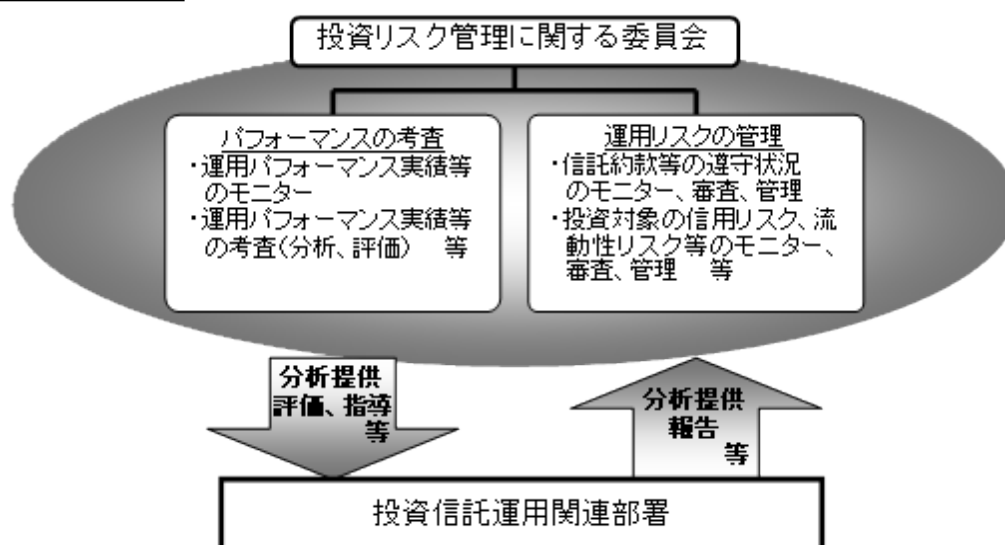 投資リスク管理に関する委員会
パフォーマンスの考査
・運用パフォーマンス実績等
のモニター
・運用パフォーマンス実績等
の考査(分析、評価)　等
運用リスクの管理
・信託約款等の遵守状況
のモニター、審査、管理
・投資対象の信用リスク、流
動性リスク等のモニター、
審査、管理　等
分析提供
評価、指導
等
分析提供
報告
等
投資信託運用関連部署